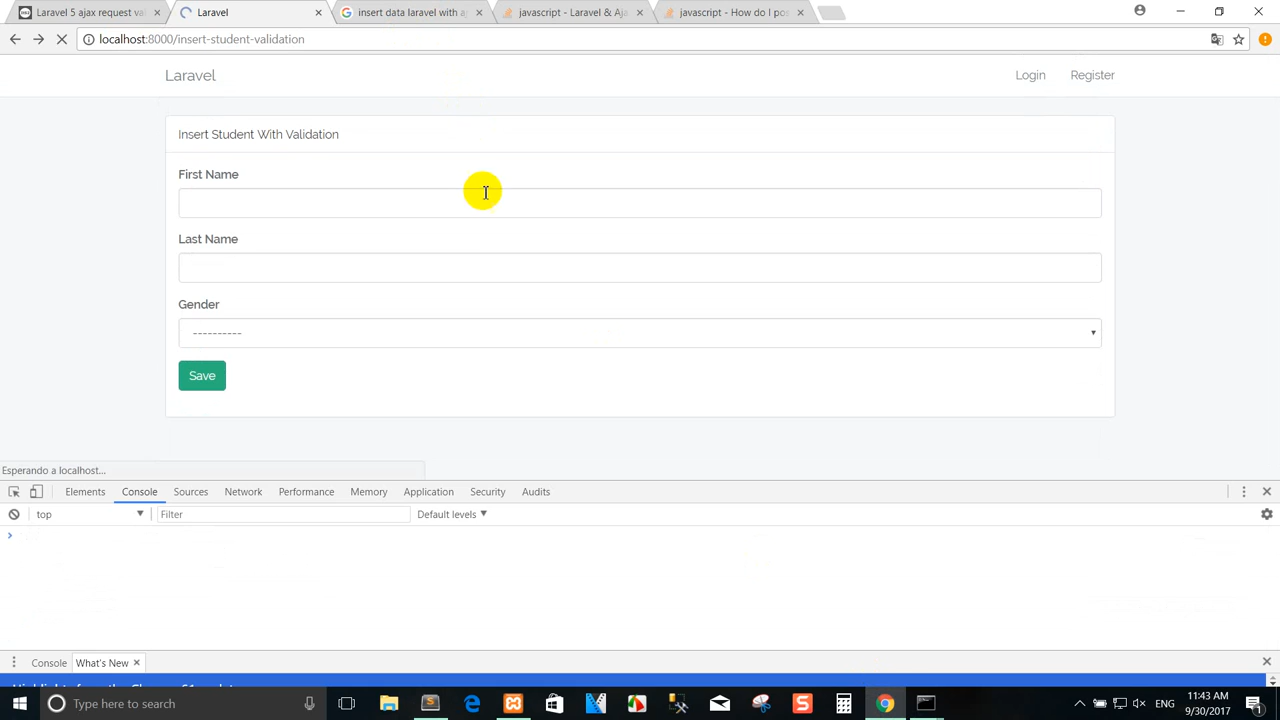 Laravel 5 ajax request va
Laravel
insert data laravel with aj
javascript - Laravel & Aja
javascript - How do I pos
localhost:8000/insert-student-validation
Laravel
Login
Register
Insert Student With Validation
First Name
Last Name
Gender
----------
Save
Esperando a localhost...
Elements
Console
Sources
Network
Performance
Memory
Application
Security
Audits
top
Filter
Default levels
Console
What's New
Type here to search
ENG
11:43 AM
9/30/2017